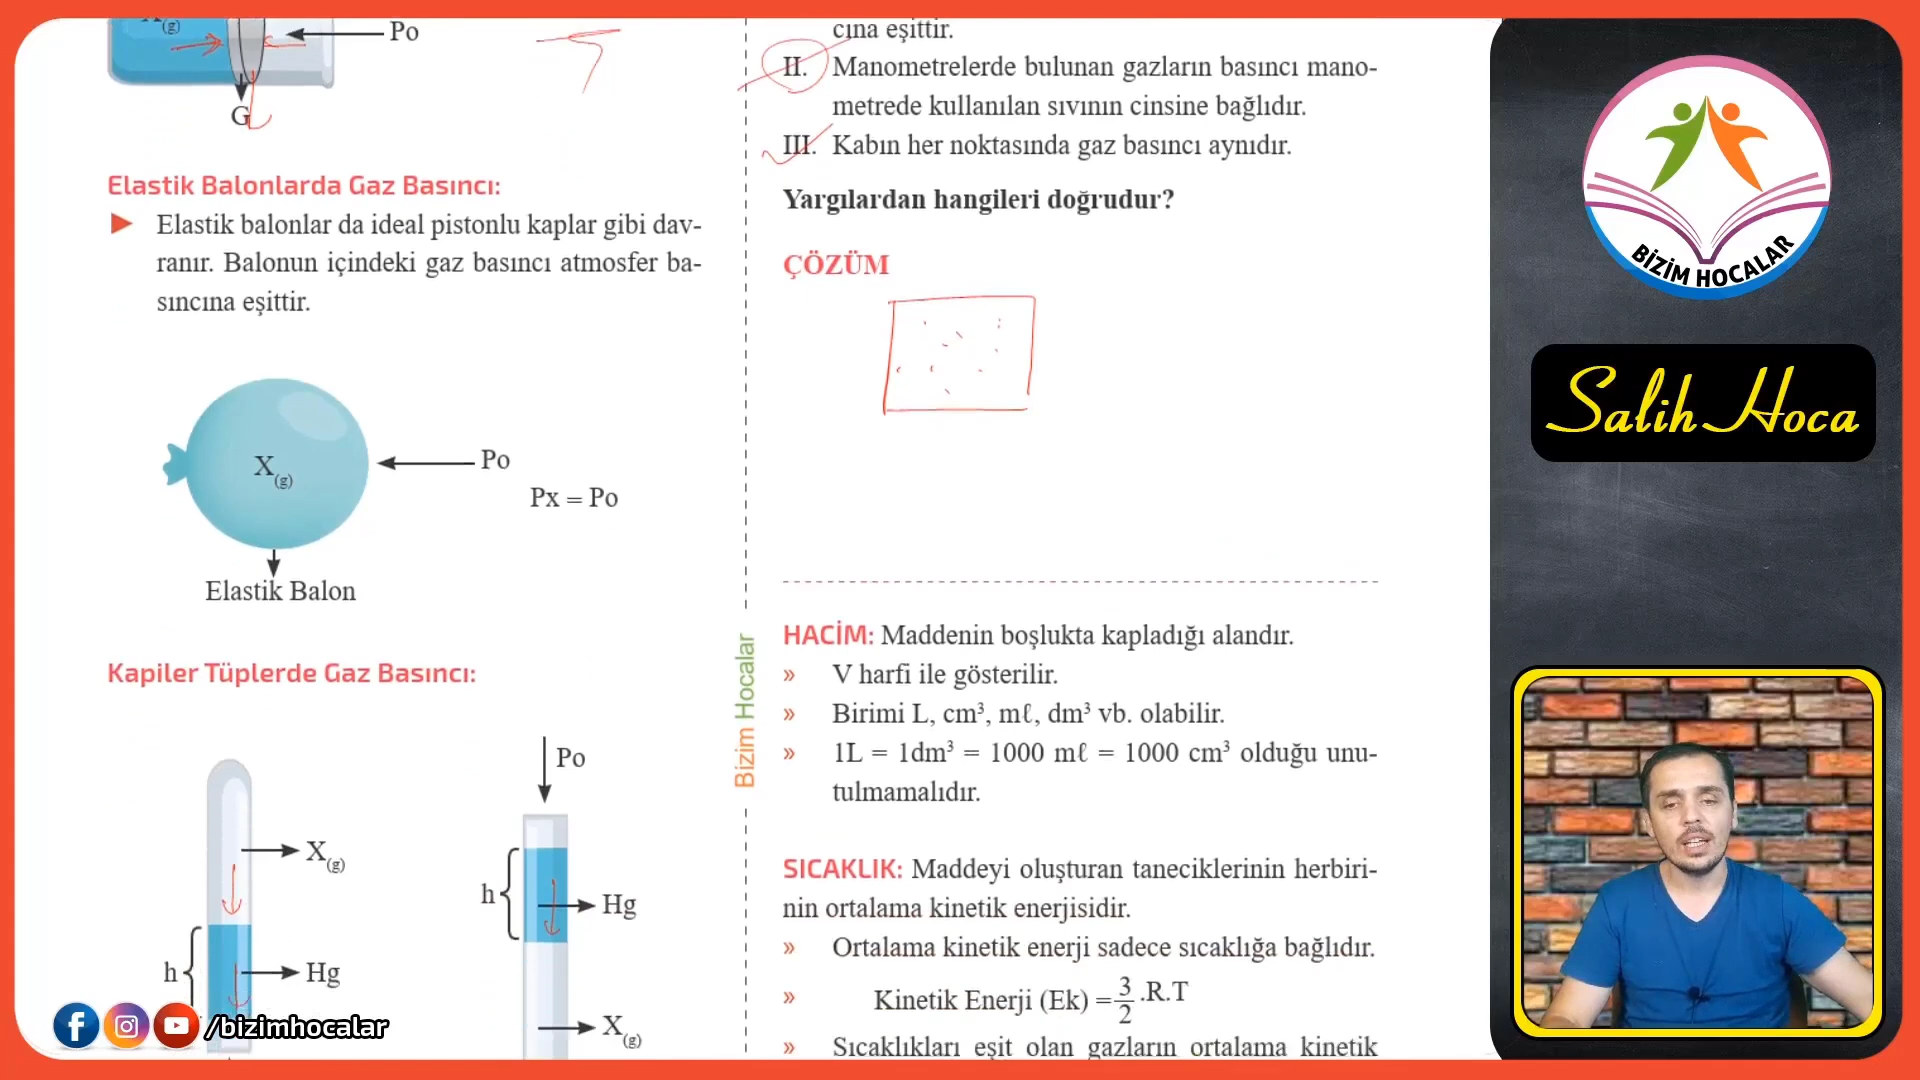 X(g)
Po
G
Elastik Balonlarda Gaz Basıncı:
Elastik balonlar da ideal pistonlu kaplar gibi dav-
ranır. Balonun içindeki gaz basıncı atmosfer ba-
sıncına eşittir.
X(g)
Po
Px = Po
Elastik Balon
Kapiler Tüplerde Gaz Basıncı:
X(g)
h
Hg
Po
h
Hg
X(g)
/bizimhocalar
Bizim Hocalar
cına eşittir.
II. Manometrelerde bulunan gazların basıncı mano-
metrede kullanılan sıvının cinsine bağlıdır.
III. Kabın her noktasında gaz basıncı aynıdır.
Yargılardan hangileri doğrudur?
ÇÖZÜM
HACİM: Maddenin boşlukta kapladığı alandır.
» V harfi ile gösterilir.
» Birimi L, cm³, mℓ, dm³ vb. olabilir.
» 1L = 1dm³ = 1000 mℓ = 1000 cm³ olduğu unu-
tulmamalıdır.
SICAKLIK: Maddeyi oluşturan taneciklerinin herbiri-
nin ortalama kinetik enerjisidir.
» Ortalama kinetik enerji sadece sıcaklığa bağlıdır.
» Kinetik Enerji (Ek) = 3/2 .R.T
» Sıcaklıkları eşit olan gazların ortalama kinetik
BİZİM HOCALAR
Salih Hoca